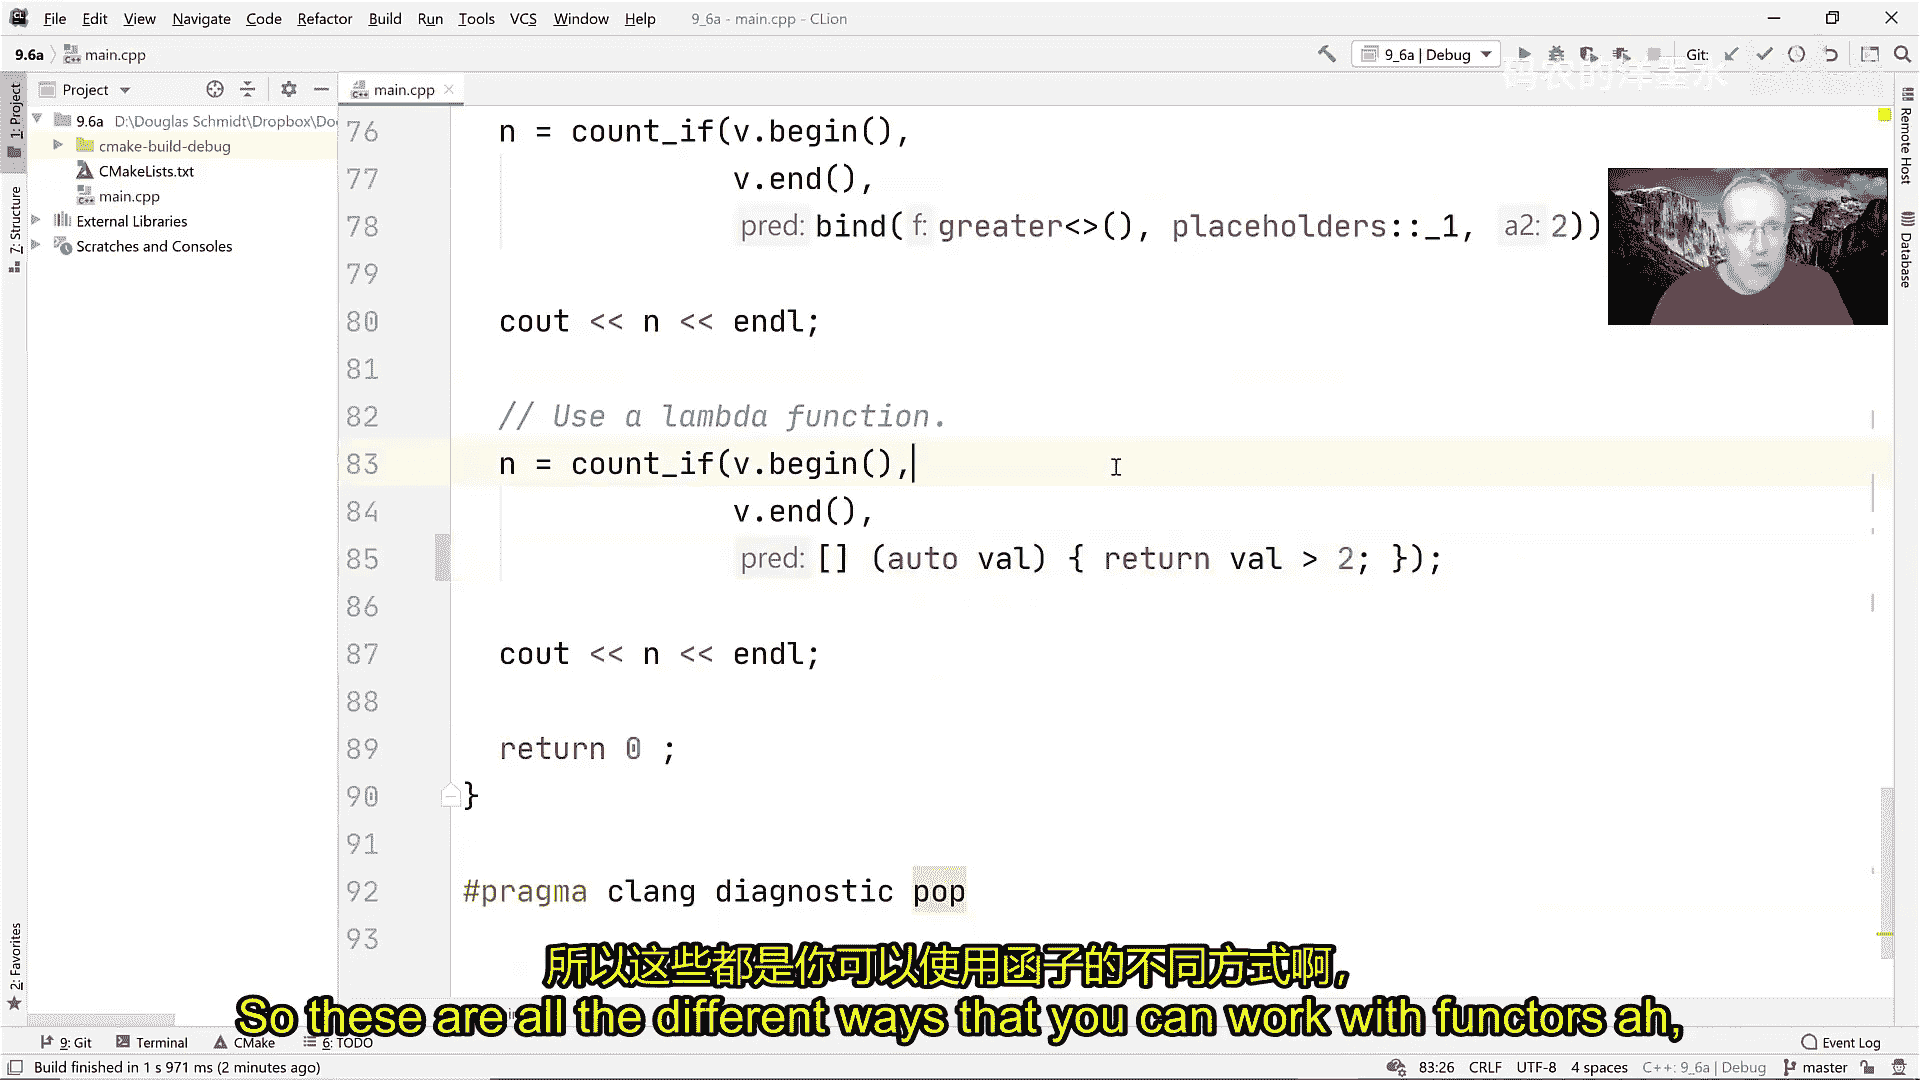 File Edit View Navigate Code Refactor Build Run Tools VCS Window Help 9_6a - main.cpp - CLion
9.6a main.cpp 9_6a | Debug Git:
码农的洋墨水
Project main.cpp
1: Project
7: Structure
2: Favorites
Remote Host
Database
9.6a D:\Douglas Schmidt\Dropbox\Do
cmake-build-debug
CMakeLists.txt
main.cpp
External Libraries
Scratches and Consoles
76 n = count_if(v.begin(),
77 v.end(),
78 pred: bind( f: greater<>(), placeholders::_1, a2: 2))
79
80 cout << n << endl;
81
82 // Use a lambda function.
83 n = count_if(v.begin(),
84 v.end(),
85 pred: [] (auto val) { return val > 2; });
86
87 cout << n << endl;
88
89 return 0 ;
90 }
91
92 #pragma clang diagnostic pop
93
所以这些都是你可以使用函子的不同方式啊,
So these are all the different ways that you can work with functors ah,
9: Git Terminal CMake 6: TODO Event Log
Build finished in 1 s 971 ms (2 minutes ago) 83:26 CRLF UTF-8 4 spaces C++: 9_6a | Debug master